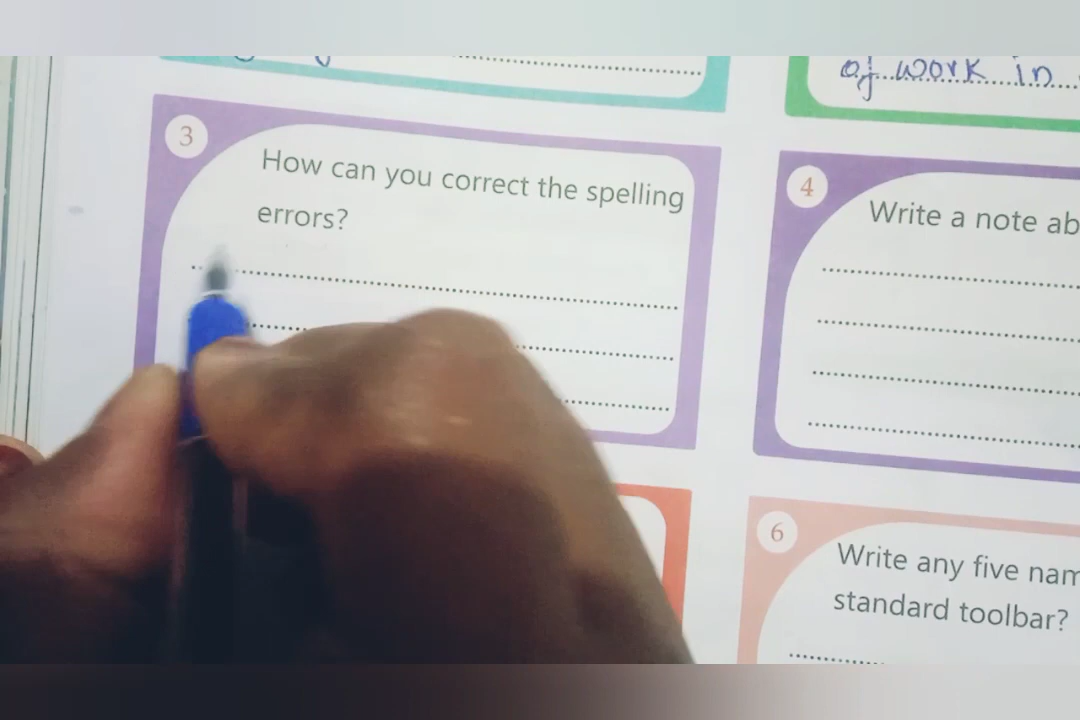 of work in
3
How can you correct the spelling
errors?
4
Write a note ab
6
Write any five nam
standard toolbar?